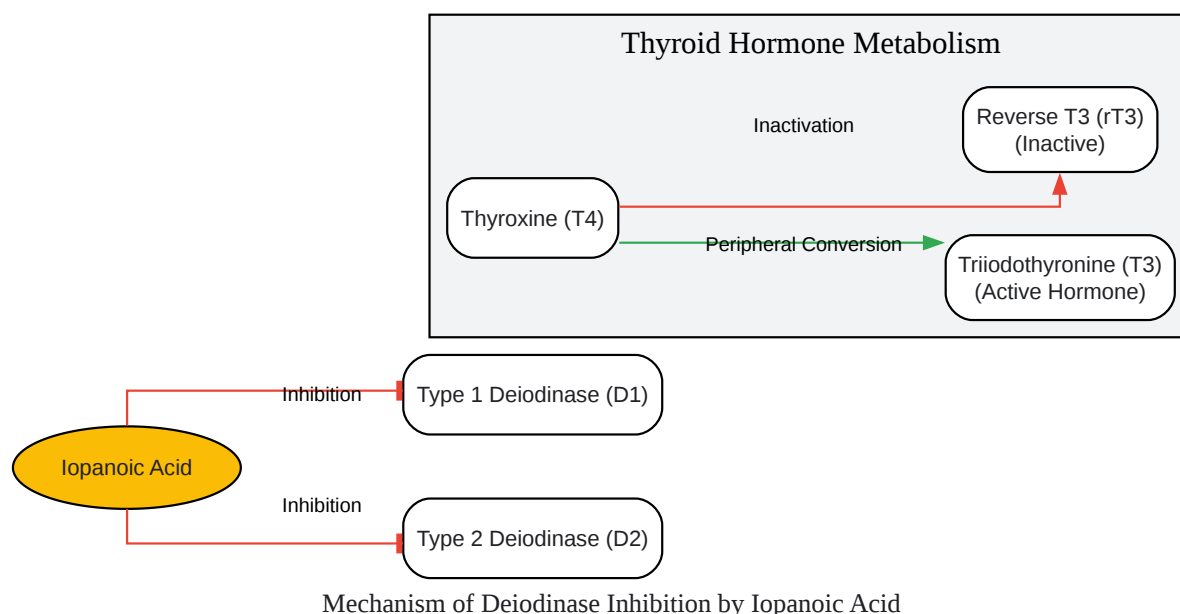 Thyroid Hormone Metabolism
Inactivation
Reverse T3 (rT3)
(Inactive)
Thyroxine (T4)
Peripheral Conversion
Triiodothyronine (T3)
(Active Hormone)
Inhibition
Type 1 Deiodinase (D1)
Iopanoic Acid
Inhibition
Type 2 Deiodinase (D2)
Mechanism of Deiodinase Inhibition by Iopanoic Acid